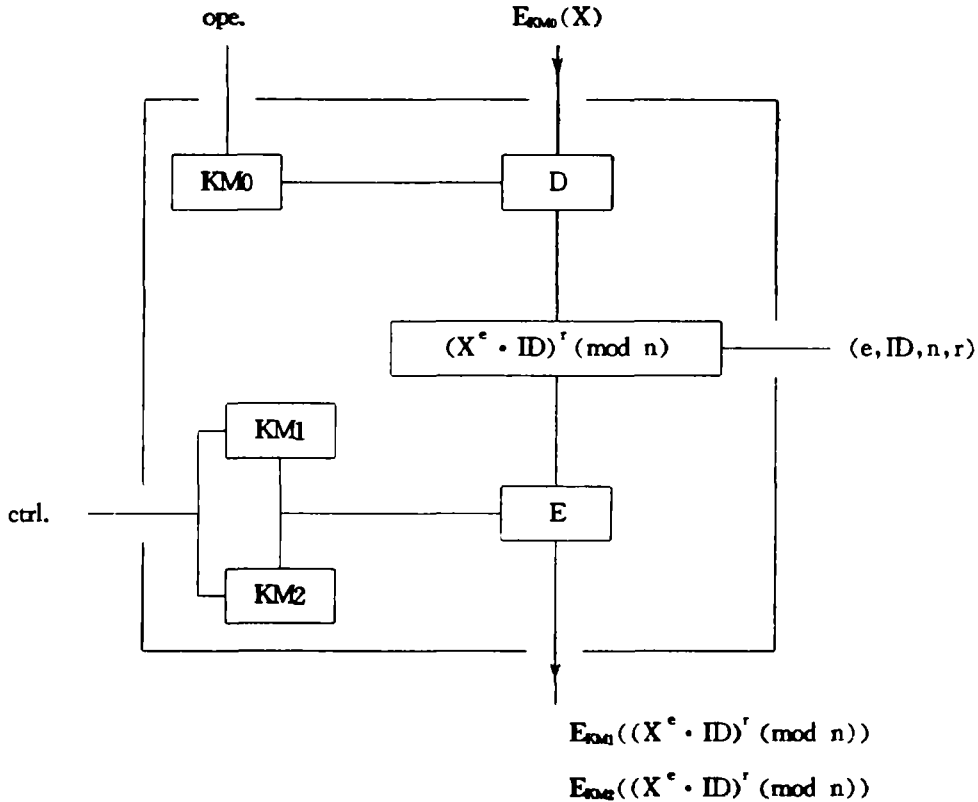 ope. E_KM0(X)
KM0 D
(X^e · ID)^r (mod n) (e, ID, n, r)
KM1
ctrl. E
KM2
E_KM1((X^e · ID)^r (mod n))
E_KM2((X^e · ID)^r (mod n))